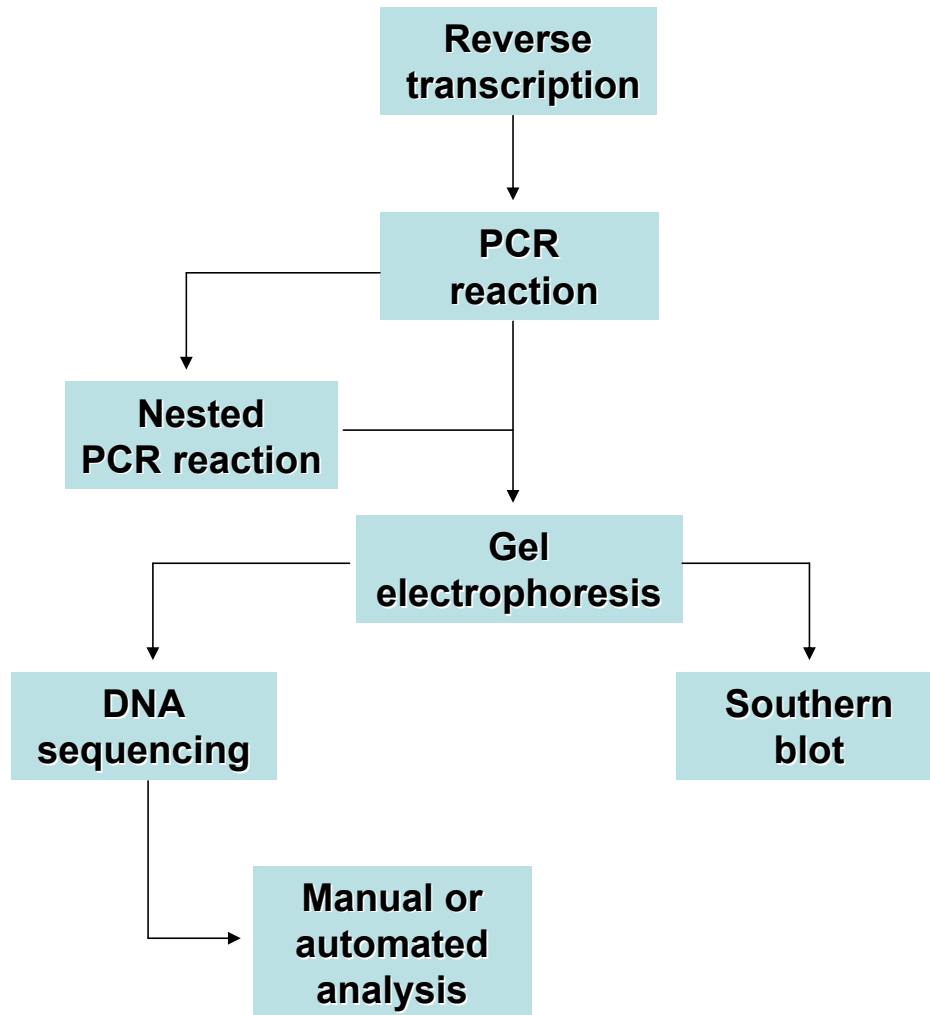 Reverse
transcription
PCR
reaction
Nested
PCR reaction
Gel
electrophoresis
DNA
sequencing
Southern
blot
Manual or
automated
analysis